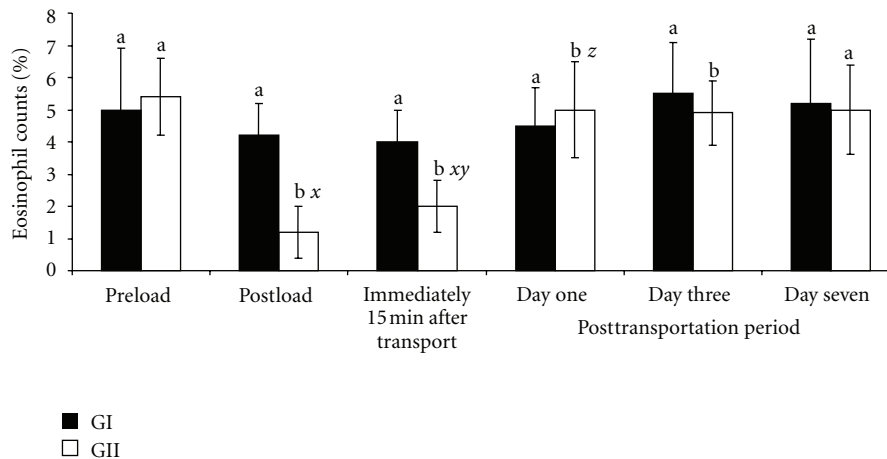 Eosinophil counts (%)
8
7
6
5
4
3
2
1
0
a a
a
b x
a
b xy
a
b z
a
b
a
a
Preload
Postload
Immediately
15 min after
transport
Day one
Day three
Day seven
Posttransportation period
GI
GII